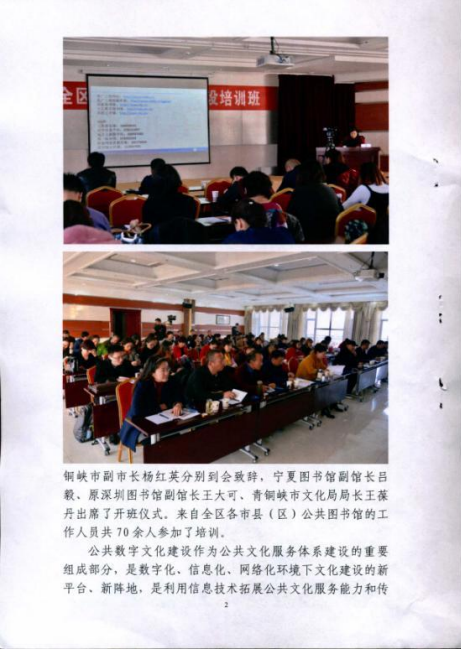 全区
设培训班
铜峡市副市长杨红英分别到会致辞，宁夏图书馆副馆长吕
毅、原深圳图书馆副馆长王大可、青铜峡市文化局局长王葆
丹出席了开班仪式。来自全区各市县（区）公共图书馆的工
作人员共 70 余人参加了培训。
公共数字文化建设作为公共文化服务体系建设的重要
组成部分，是数字化、信息化、网络化环境下文化建设的新
平台、新阵地，是利用信息技术拓展公共文化服务能力和传
2